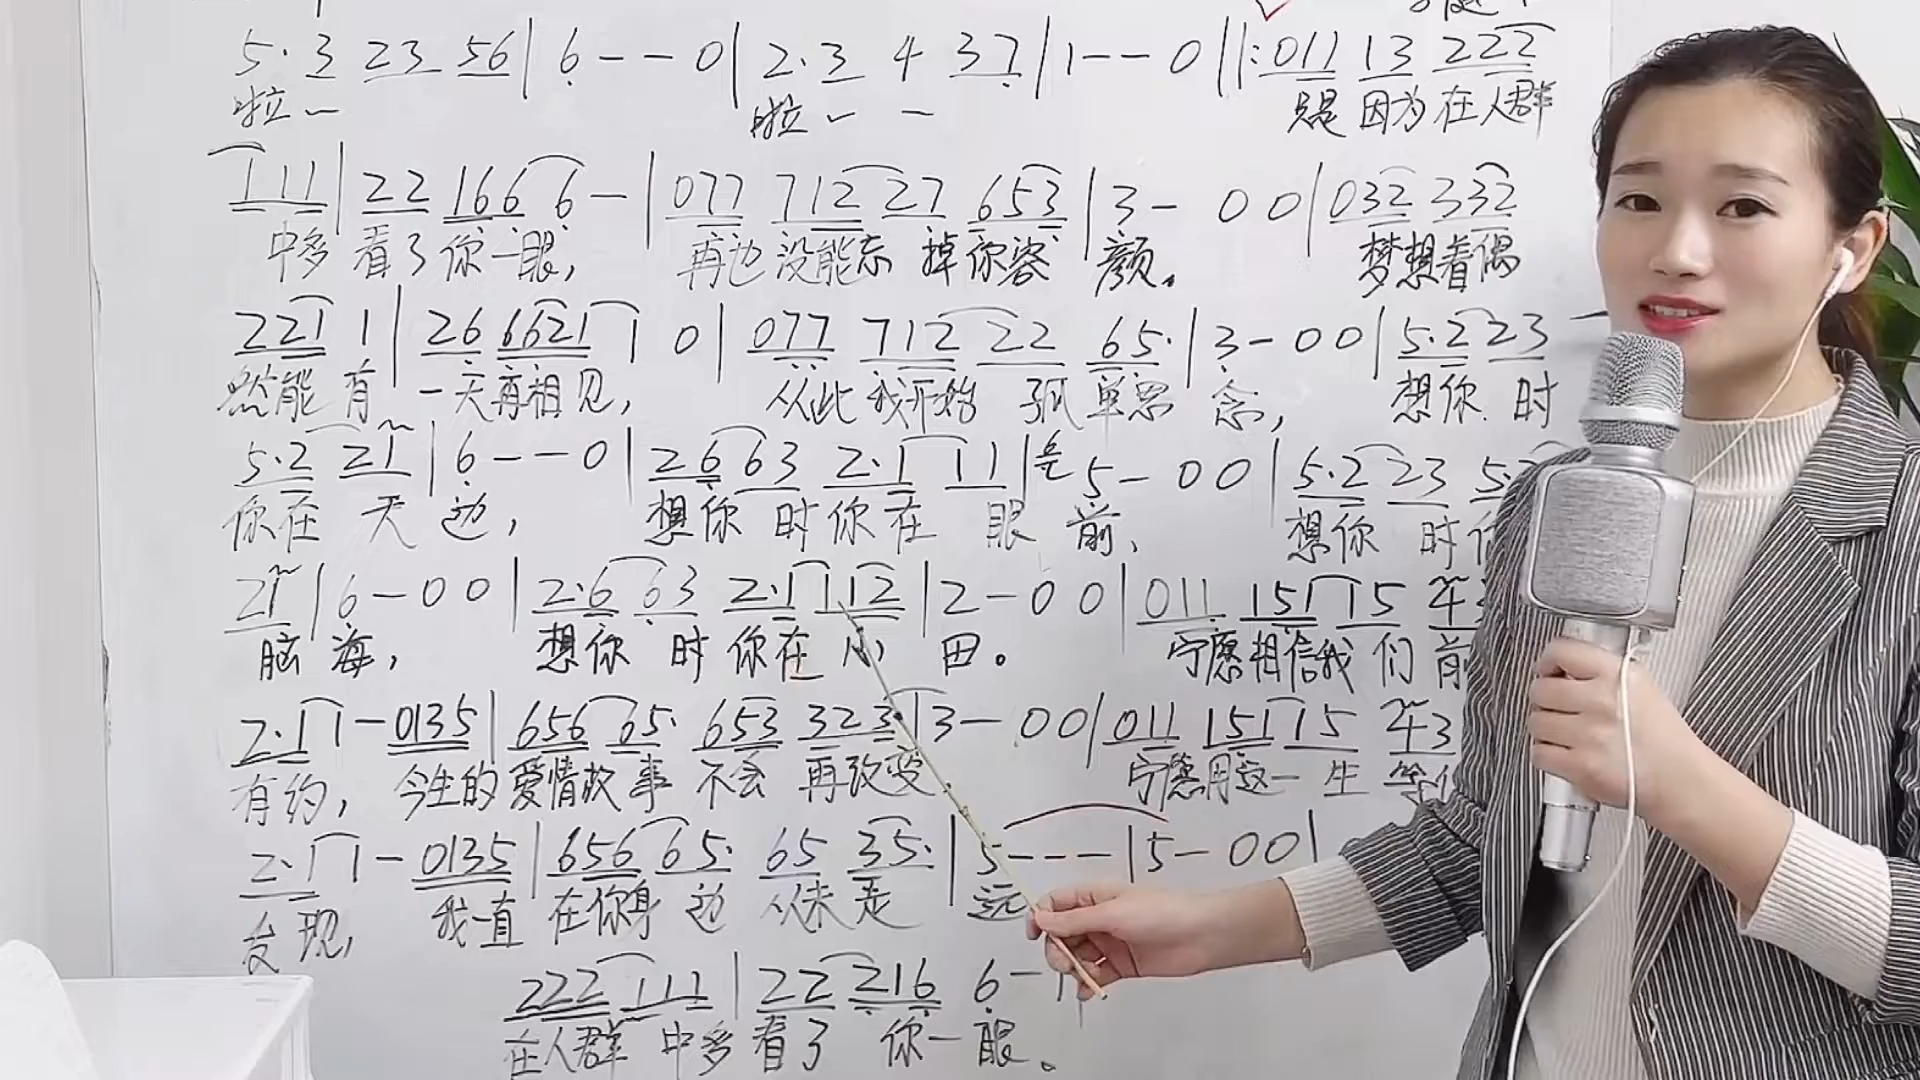 5·3 23 56 | 6 - - 0 | 2·3 4 37 | 1 - - 0 ||: 011 13 222
啦 - 啦 - - 只是 因为 在人群
1 11 | 22 166 6 - | 077 712 27 653 | 3 - 0 0 | 032 332
中多 看了 你一眼, 再也 没能忘 掉你容 颜。 梦想着偶
221 1 | 26 6621 1 0 | 077 712 22 65· | 3 - 0 0 | 5·2 23
然能 有 一天再相见, 从此 我开始 孤单思 念, 想你 时
5·2 21 | 6 - - 0 | 26 63 2·1 11 | 5 - 0 0 | 5·2 23
你在 天 边, 想你 时你在 眼 前, 想你 时
21 | 6 - 0 0 | 2·6 63 2·1 112 | 2 - 0 0 | 011 151 15
脑 海, 想你 时 你在 心 田。 宁愿相信我 们 前
2·1 1 - 0135 | 656 65· 653 323 | 3 - 0 0 | 011 151 15 43
有约, 今生的 爱情故 事 不会 再改变 宁愿用这一 生 等
2·1 1 - 0135 | 656 65· 65 35· | 5 - - - | 5 - 0 0 |
发现, 我一直 在你身 边 从未 走 远
222 111 | 22 216 6 -
在人群 中多 看了 你一 眼。